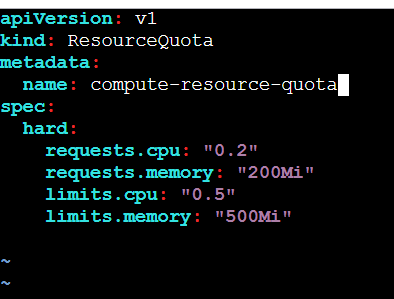 apiVersion: v1
kind: ResourceQuota
metadata:
  name: compute-resource-quota
spec:
  hard:
    requests.cpu: "0.2"
    requests.memory: "200Mi"
    limits.cpu: "0.5"
    limits.memory: "500Mi"
~
~